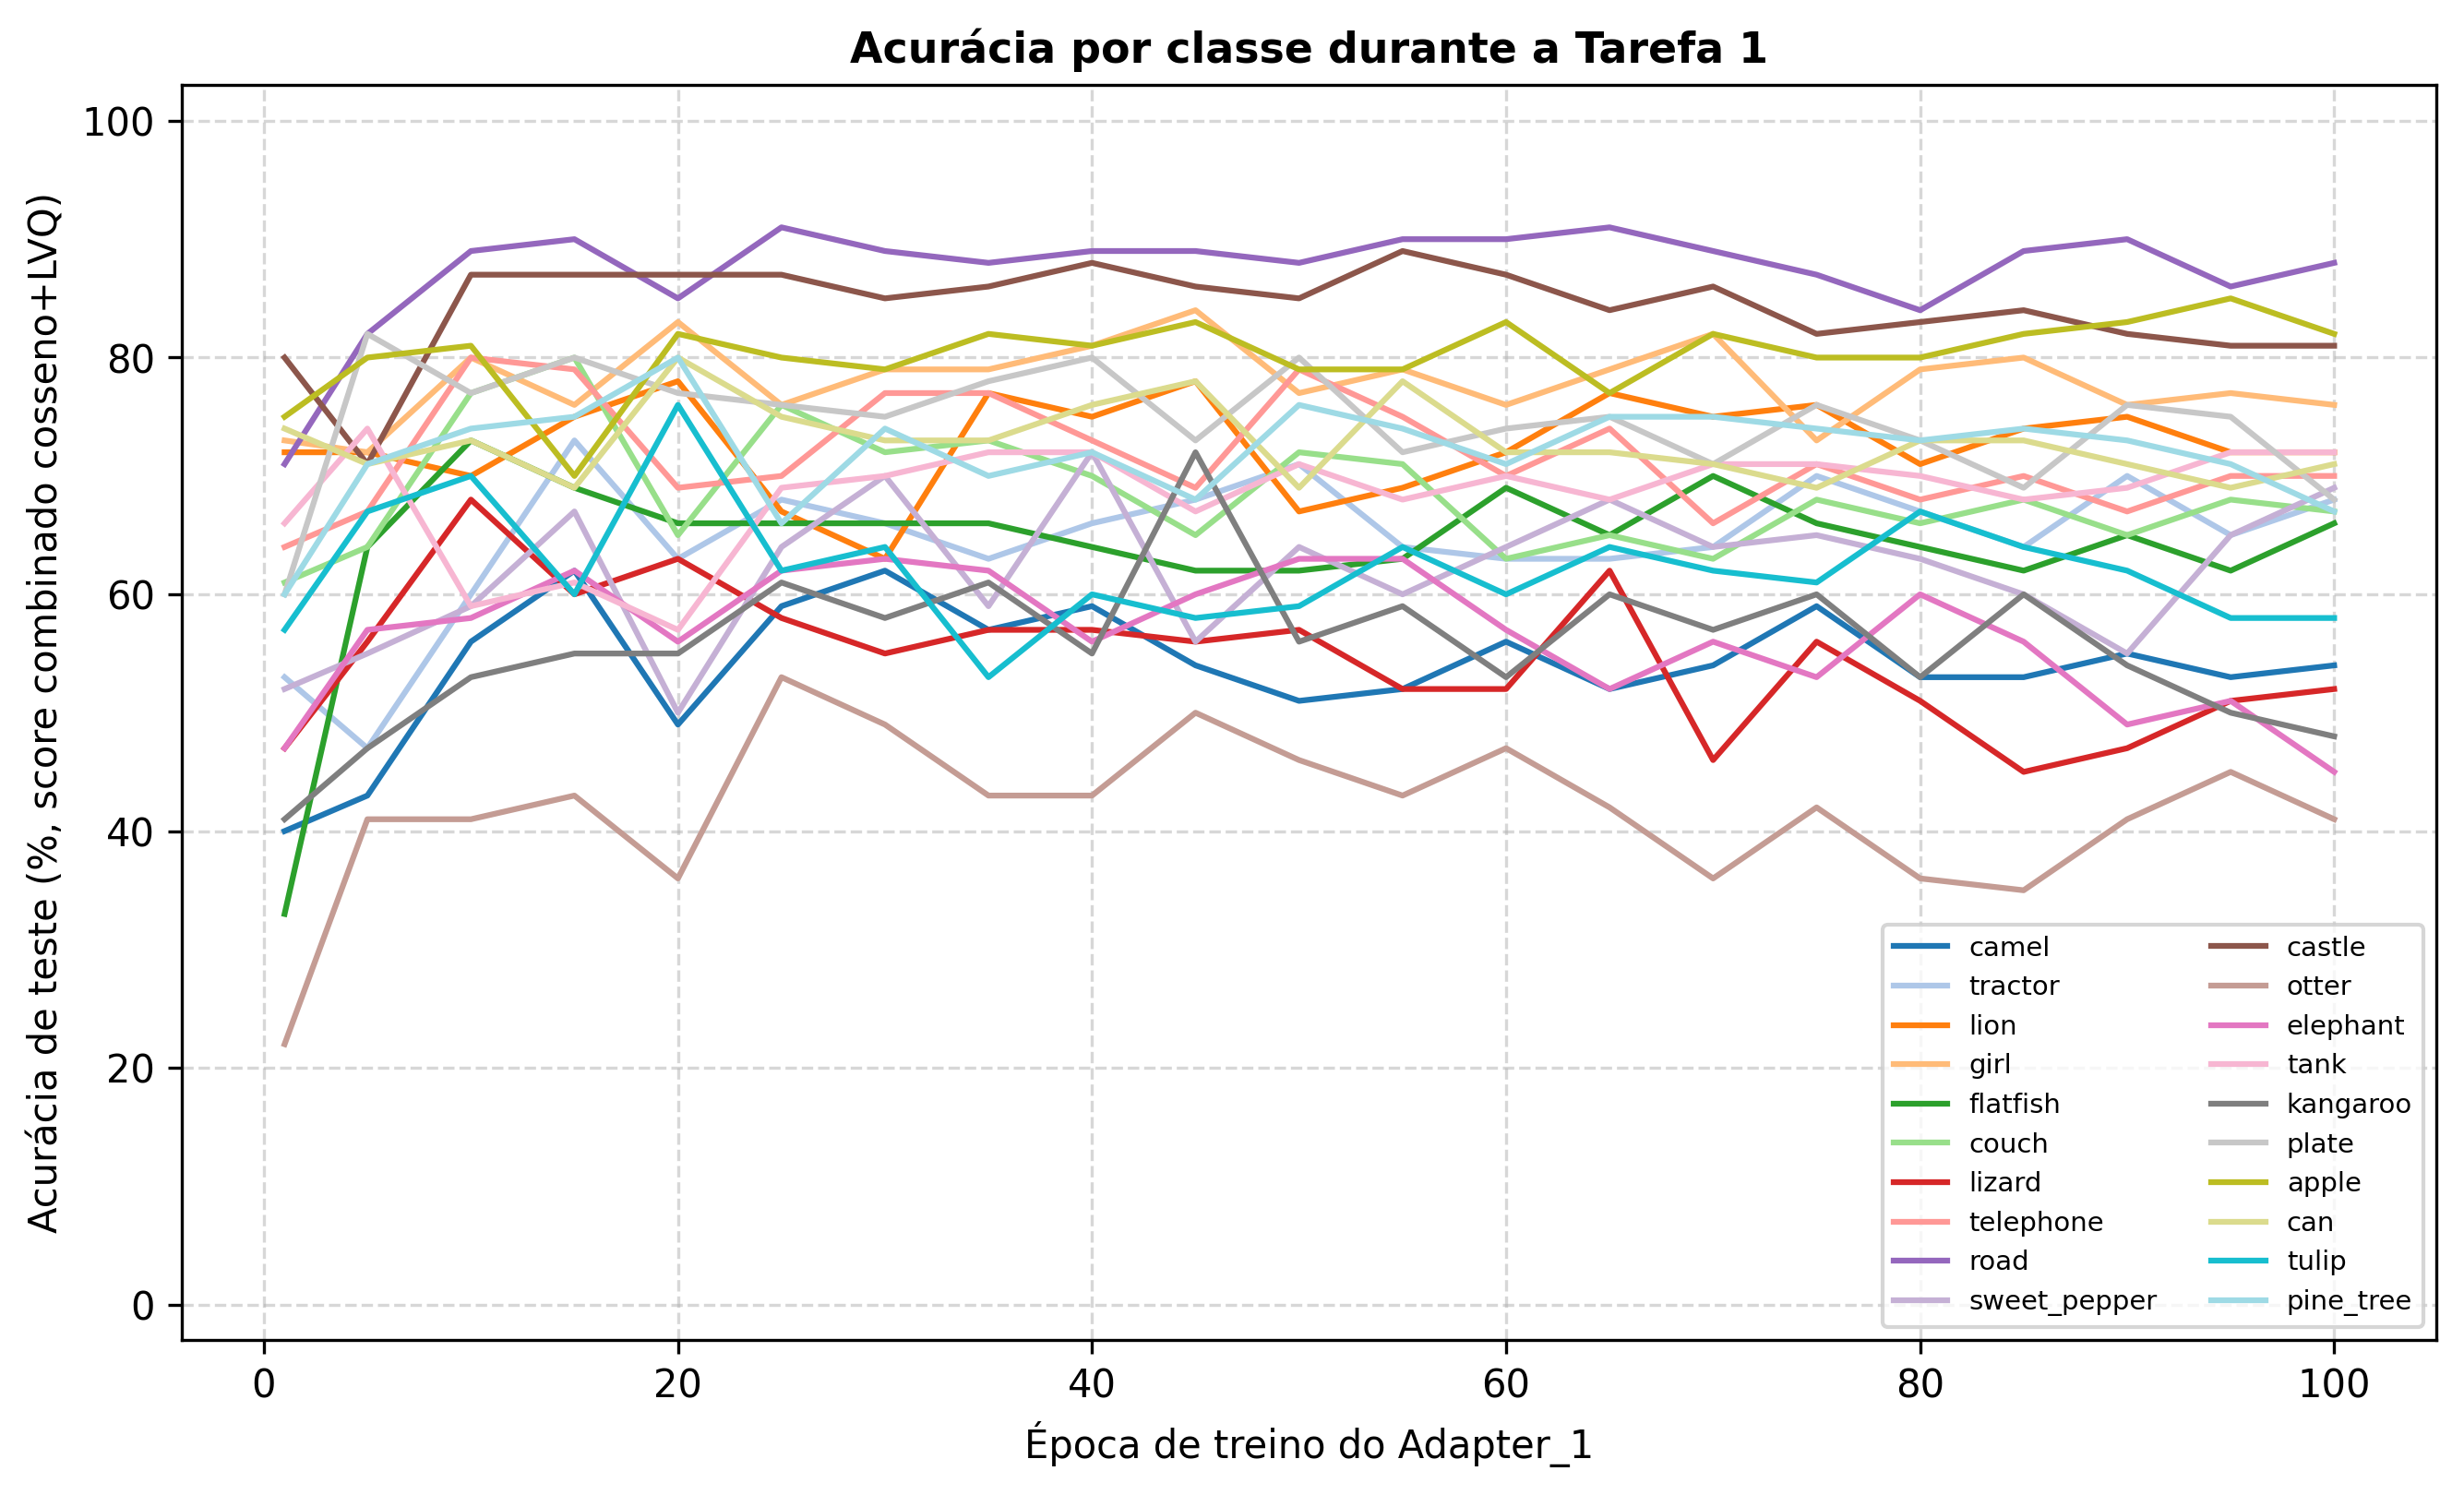 Acurácia por classe durante a Tarefa 1
Acurácia de teste (%, score combinado cosseno+LVQ)
100
80
60
40
20
0
0 20 40 60 80 100
Época de treino do Adapter_1
camel
tractor
lion
girl
flatfish
couch
lizard
telephone
road
sweet_pepper
castle
otter
elephant
tank
kangaroo
plate
apple
can
tulip
pine_tree